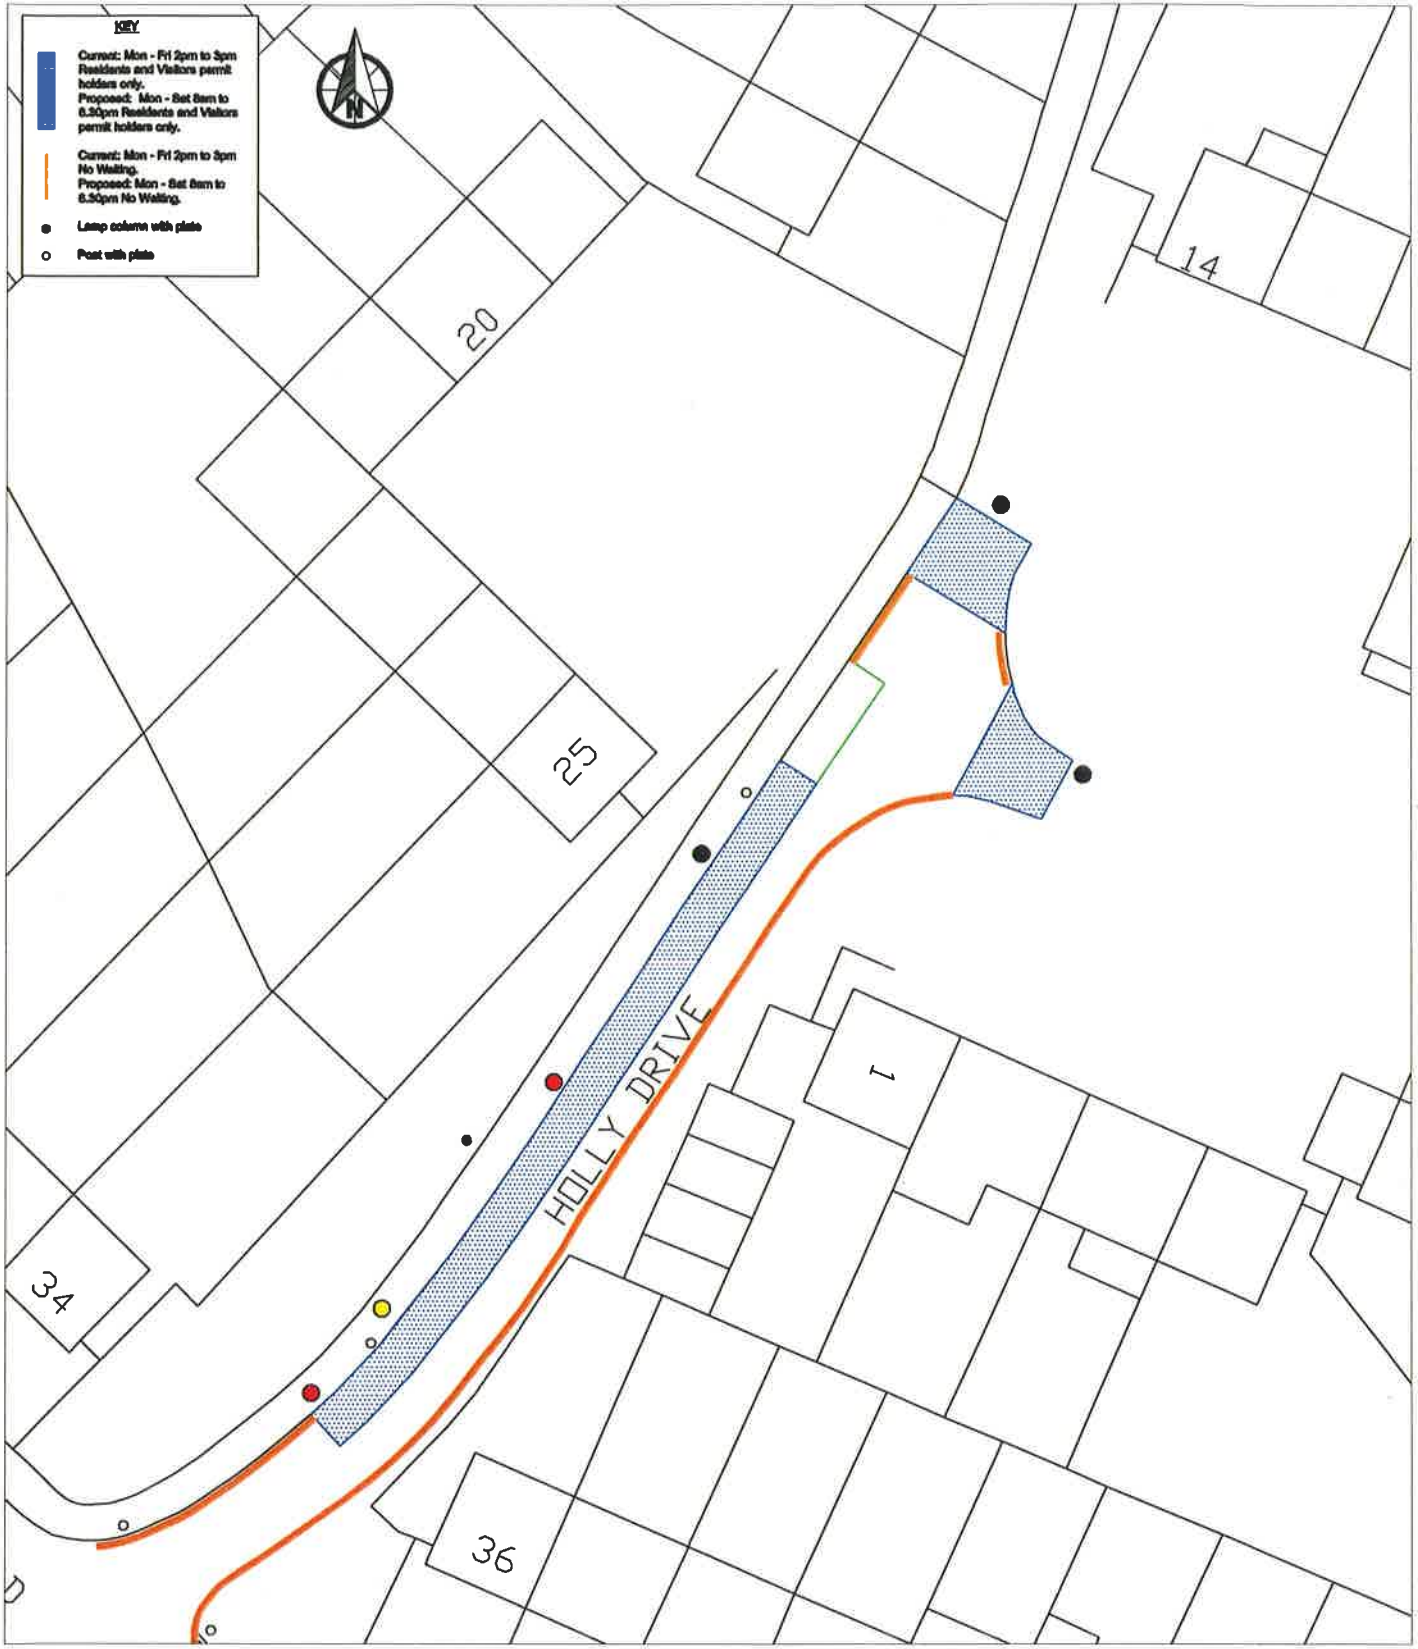 KEY
Current: Mon - Fri 2pm to 3pm
Residents and Visitors permit
holders only.
Proposed: Mon - Sat 8am to
6.30pm Residents and Visitors
permit holders only.
Current: Mon - Fri 2pm to 3pm
No Waiting.
Proposed: Mon - Sat 8am to
6.30pm No Waiting.
Lamp column with plate
Post with plate
N
14
20
25
HOLLY DRIVE
1
34
36
D